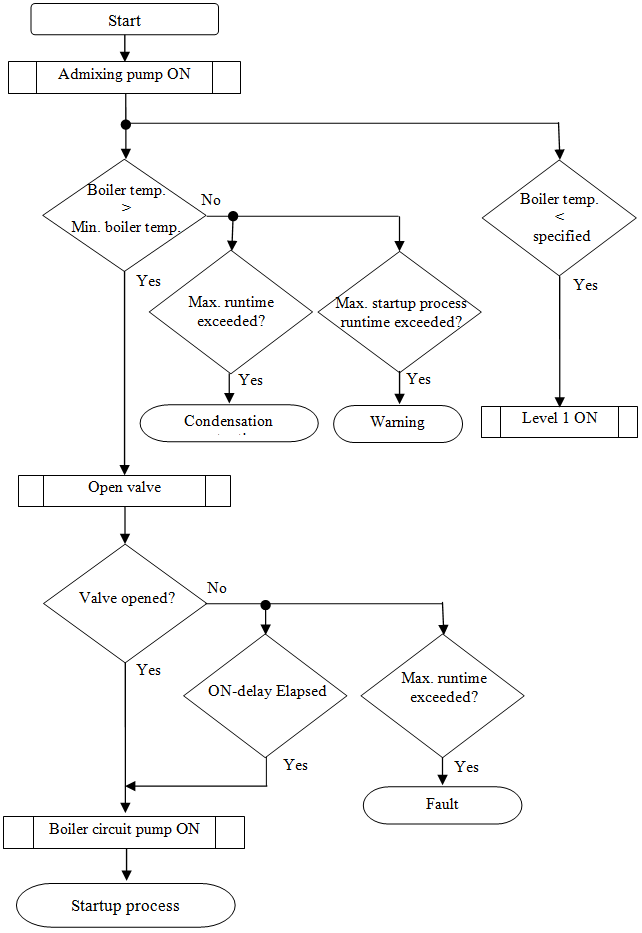 Start
Admixing pump ON
Boiler temp.
>
Min. boiler temp.
No
Yes
Boiler temp.
<
specified
Yes
Max. runtime
exceeded?
Yes
Max. startup process
runtime exceeded?
Yes
Condensation
Warning
Level 1 ON
Open valve
Valve opened?
No
Yes
ON-delay Elapsed
Yes
Max. runtime
exceeded?
Yes
Fault
Boiler circuit pump ON
Startup process